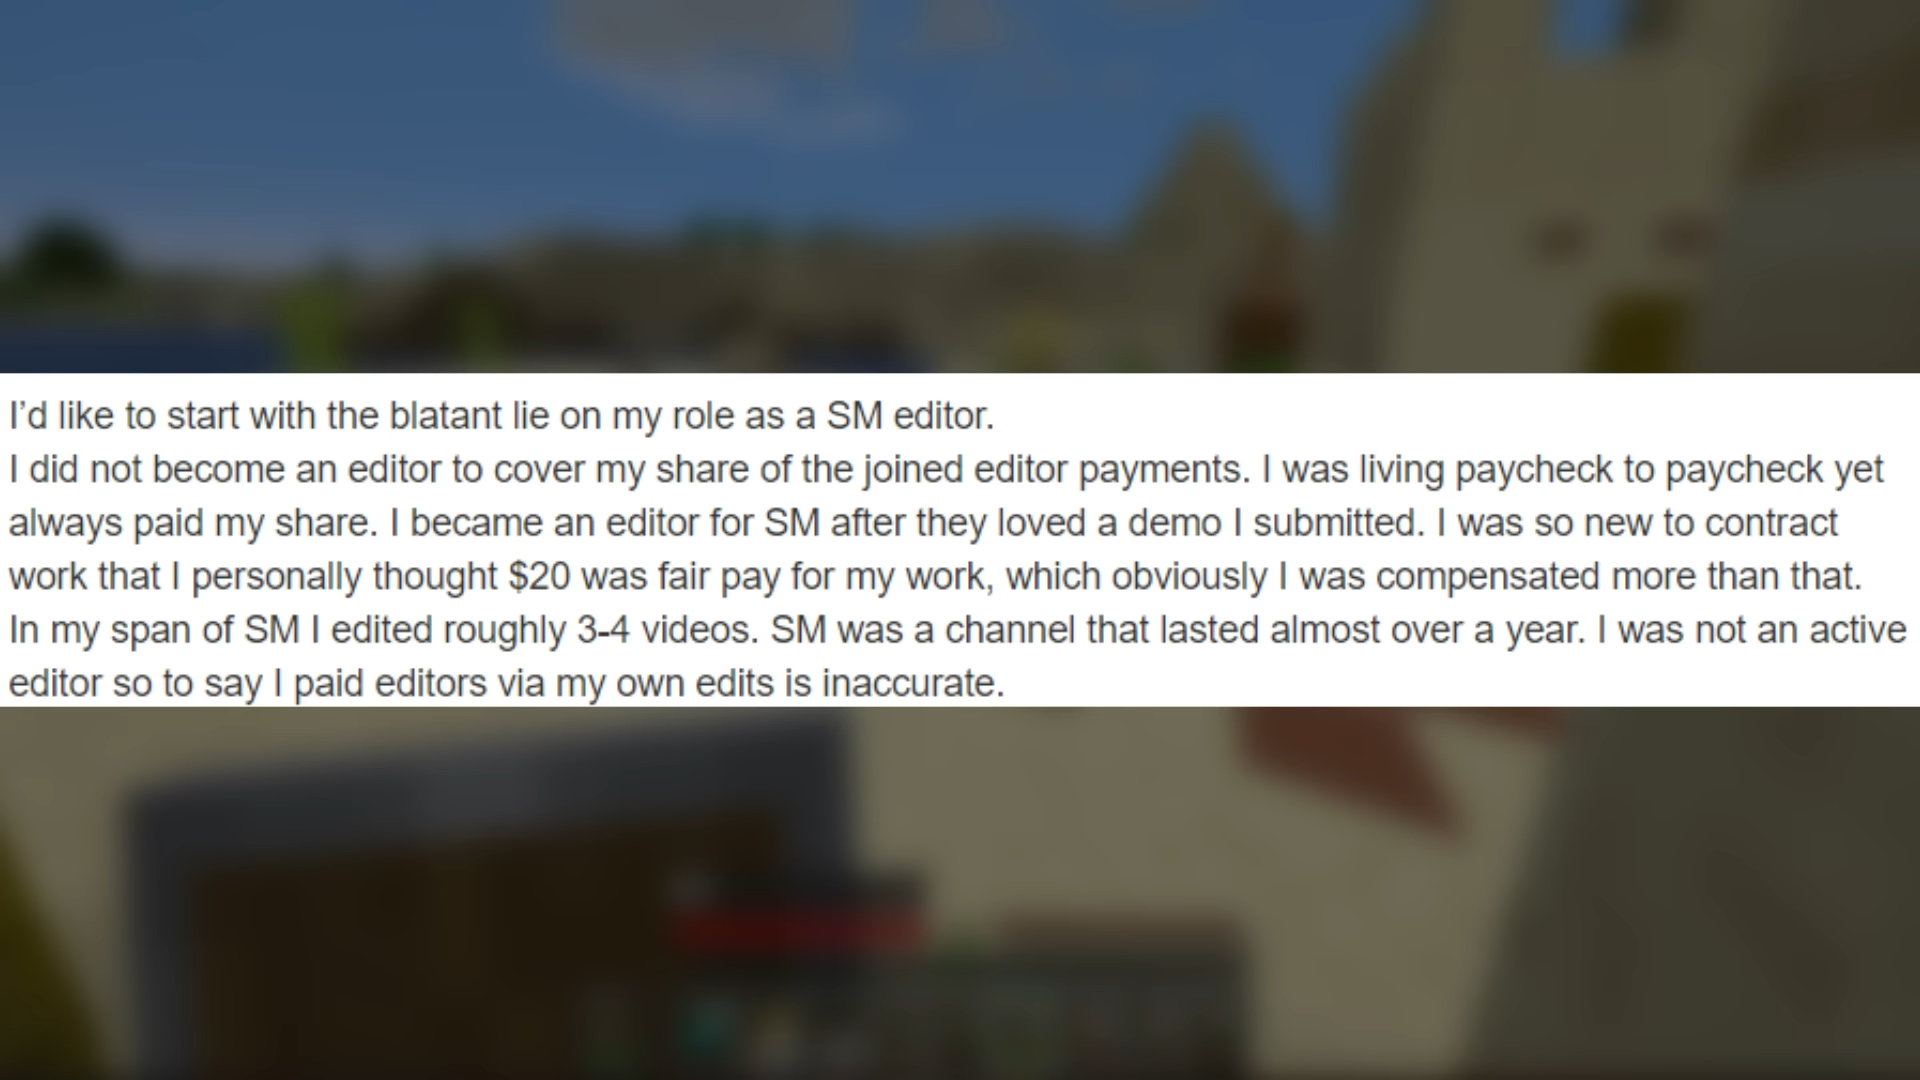 I’d like to start with the blatant lie on my role as a SM editor.
I did not become an editor to cover my share of the joined editor payments. I was living paycheck to paycheck yet
always paid my share. I became an editor for SM after they loved a demo I submitted. I was so new to contract
work that I personally thought $20 was fair pay for my work, which obviously I was compensated more than that.
In my span of SM I edited roughly 3-4 videos. SM was a channel that lasted almost over a year. I was not an active
editor so to say I paid editors via my own edits is inaccurate.